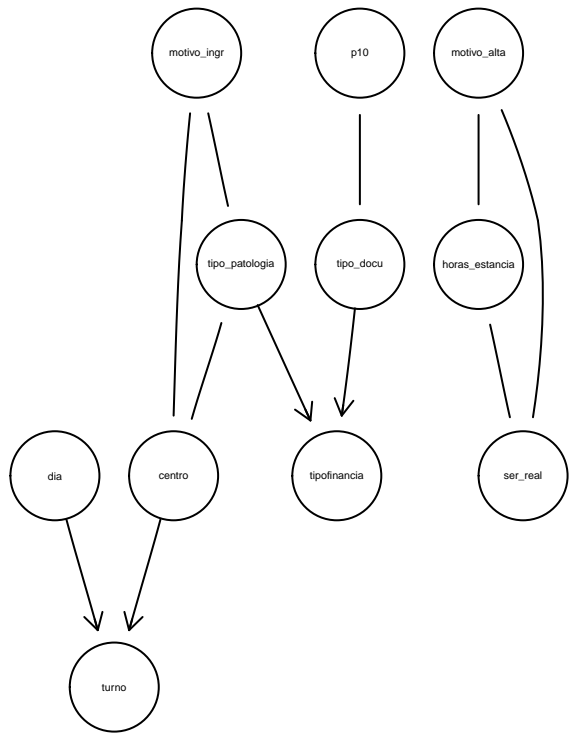 motivo_ingr
p10
motivo_alta
tipo_patologia
tipo_docu
horas_estancia
dia
centro
tipofinancia
ser_real
turno